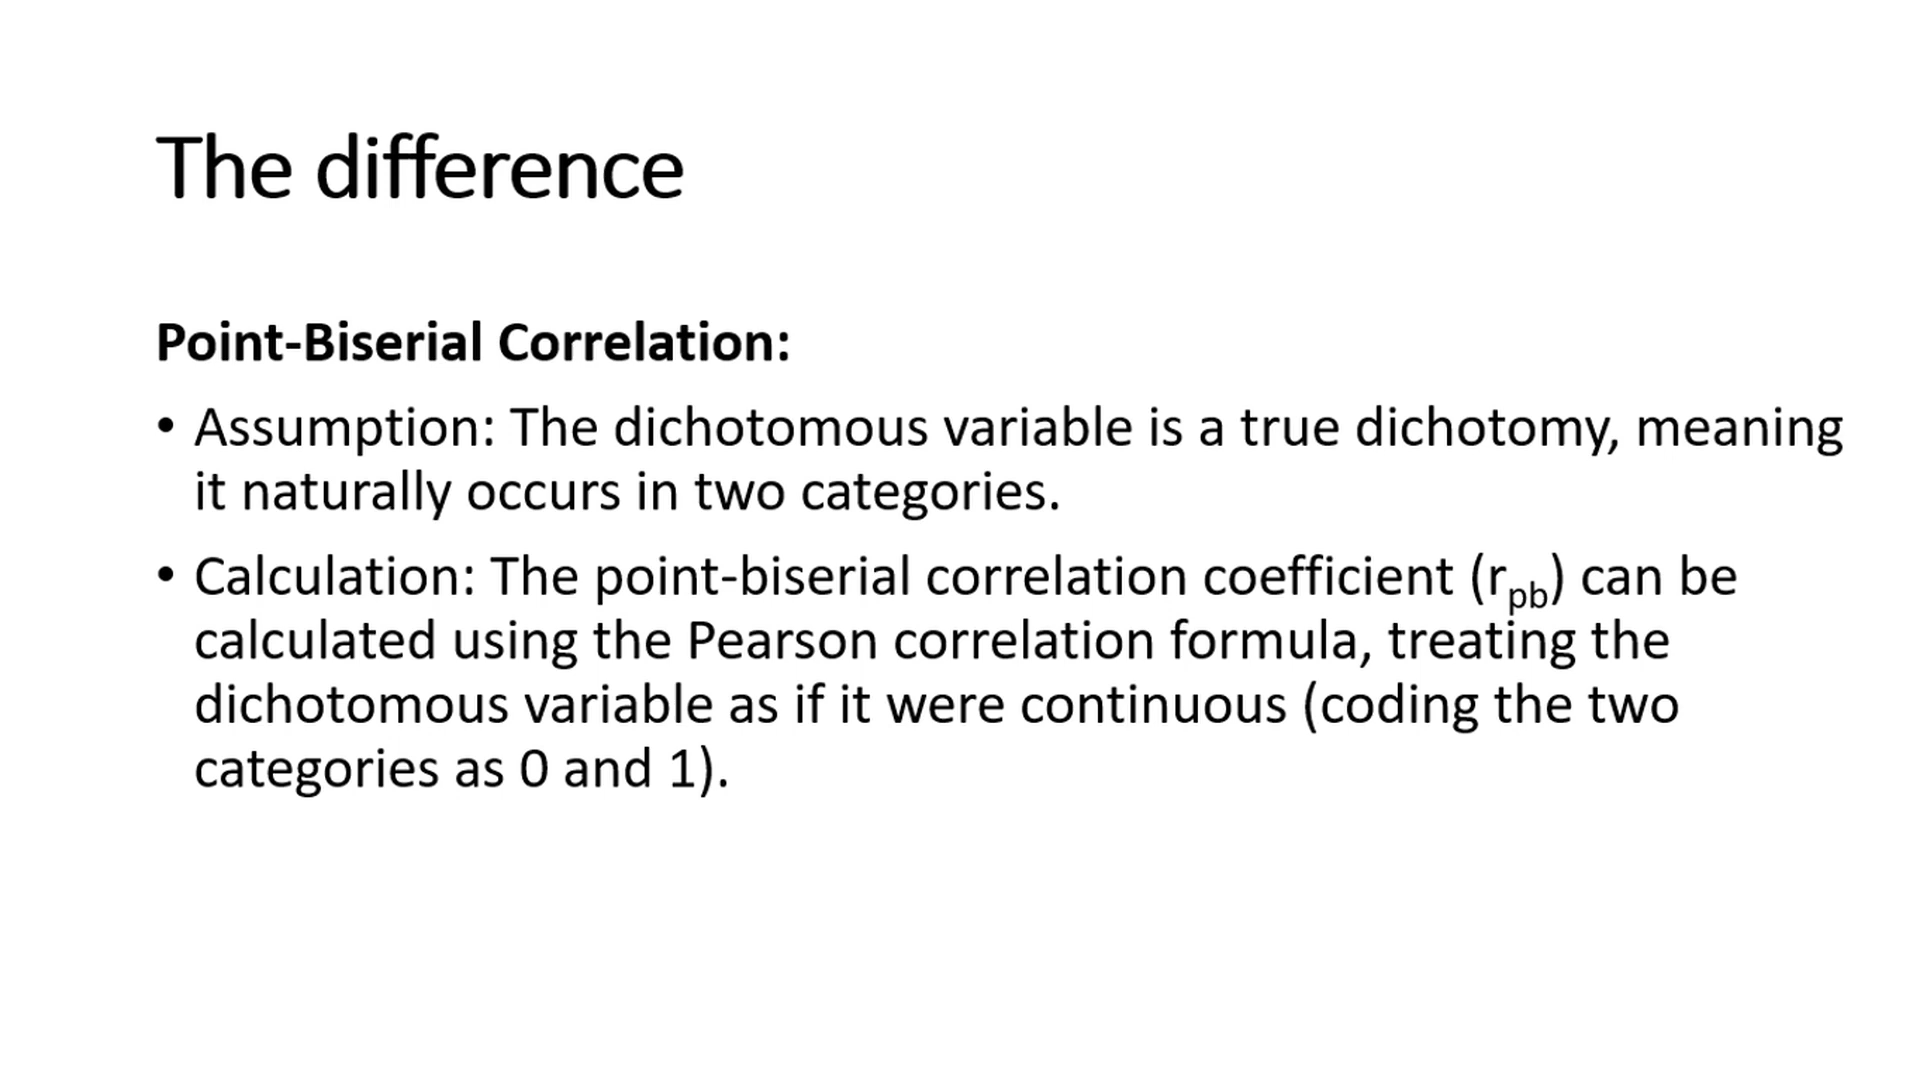 The difference
Point-Biserial Correlation:
• Assumption: The dichotomous variable is a true dichotomy, meaning
it naturally occurs in two categories.
• Calculation: The point-biserial correlation coefficient (rpb) can be
calculated using the Pearson correlation formula, treating the
dichotomous variable as if it were continuous (coding the two
categories as 0 and 1).